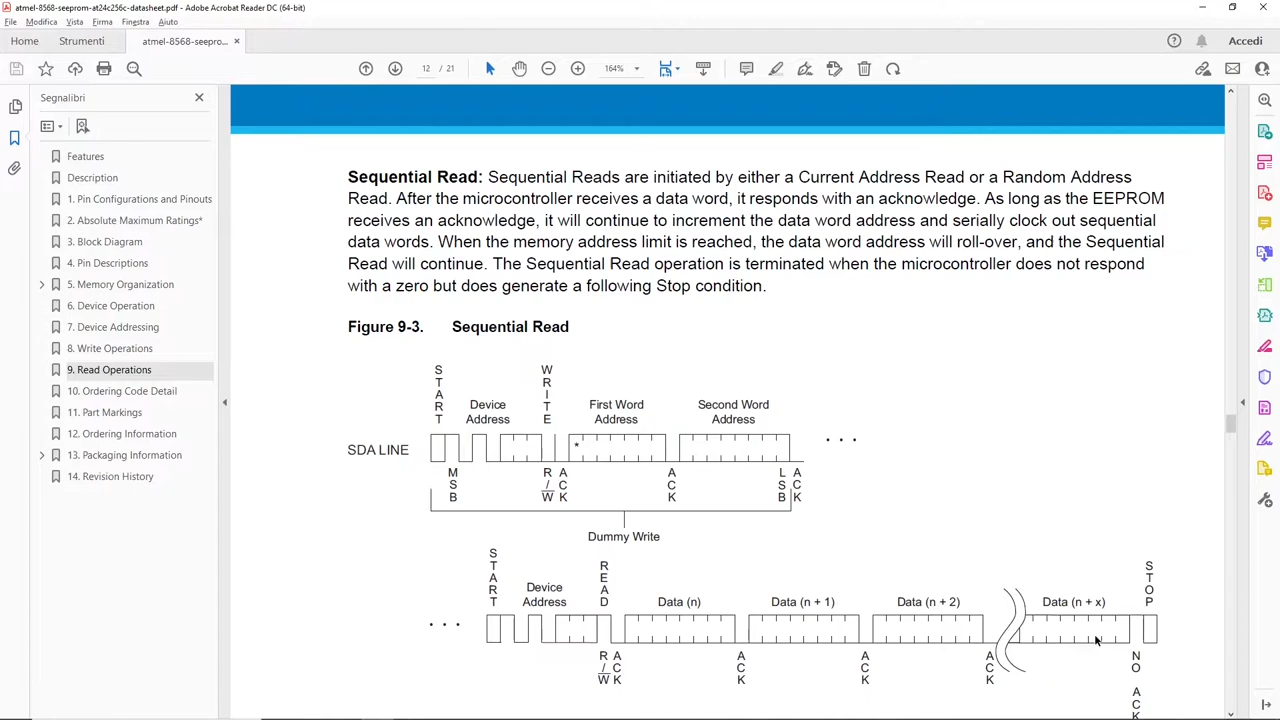 atmel-8568-seeprom-at24c256c-datasheet.pdf - Adobe Acrobat Reader DC (64-bit)
File Modifica Vista Firma Finestra Aiuto
Home Strumenti atmel-8568-seepro... × Accedi
12 / 21 164%
Segnalibri
Features
Description
1. Pin Configurations and Pinouts
2. Absolute Maximum Ratings*
3. Block Diagram
4. Pin Descriptions
5. Memory Organization
6. Device Operation
7. Device Addressing
8. Write Operations
9. Read Operations
10. Ordering Code Detail
11. Part Markings
12. Ordering Information
13. Packaging Information
14. Revision History
Sequential Read: Sequential Reads are initiated by either a Current Address Read or a Random Address
Read. After the microcontroller receives a data word, it responds with an acknowledge. As long as the EEPROM
receives an acknowledge, it will continue to increment the data word address and serially clock out sequential
data words. When the memory address limit is reached, the data word address will roll-over, and the Sequential
Read will continue. The Sequential Read operation is terminated when the microcontroller does not respond
with a zero but does generate a following Stop condition.
Figure 9-3. Sequential Read
START
Device
Address
WRITE
First Word
Address
Second Word
Address
SDA LINE
*
. . .
MSB
R/W
ACK
ACK
LSB
ACK
Dummy Write
START
Device
Address
READ
Data (n)
Data (n + 1)
Data (n + 2)
Data (n + x)
STOP
. . .
R/W
ACK
ACK
ACK
ACK
NO ACK